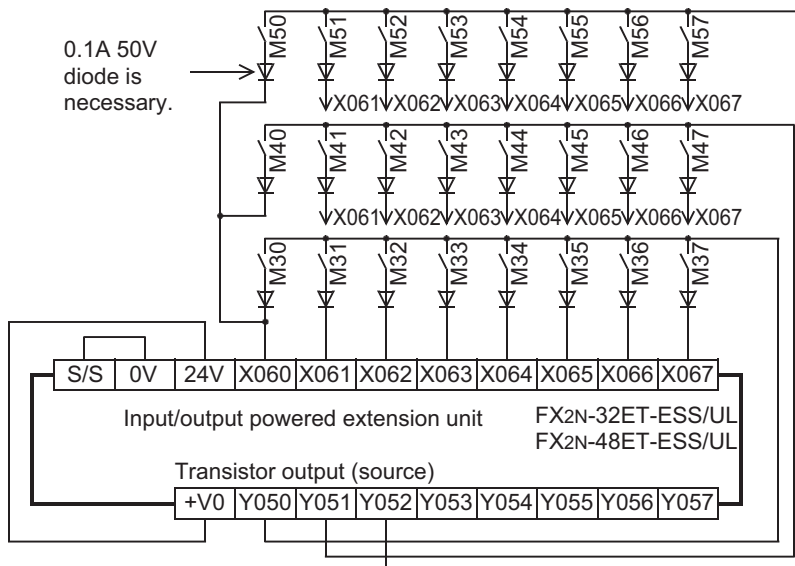 M50 M51 M52 M53 M54 M55 M56 M57
0.1A 50V
diode is
necessary.
X061 X062 X063 X064 X065 X066 X067
M40 M41 M42 M43 M44 M45 M46 M47
X061 X062 X063 X064 X065 X066 X067
M30 M31 M32 M33 M34 M35 M36 M37
S/S 0V 24V X060 X061 X062 X063 X064 X065 X066 X067
Input/output powered extension unit
FX2N-32ET-ESS/UL
FX2N-48ET-ESS/UL
Transistor output (source)
+V0 Y050 Y051 Y052 Y053 Y054 Y055 Y056 Y057